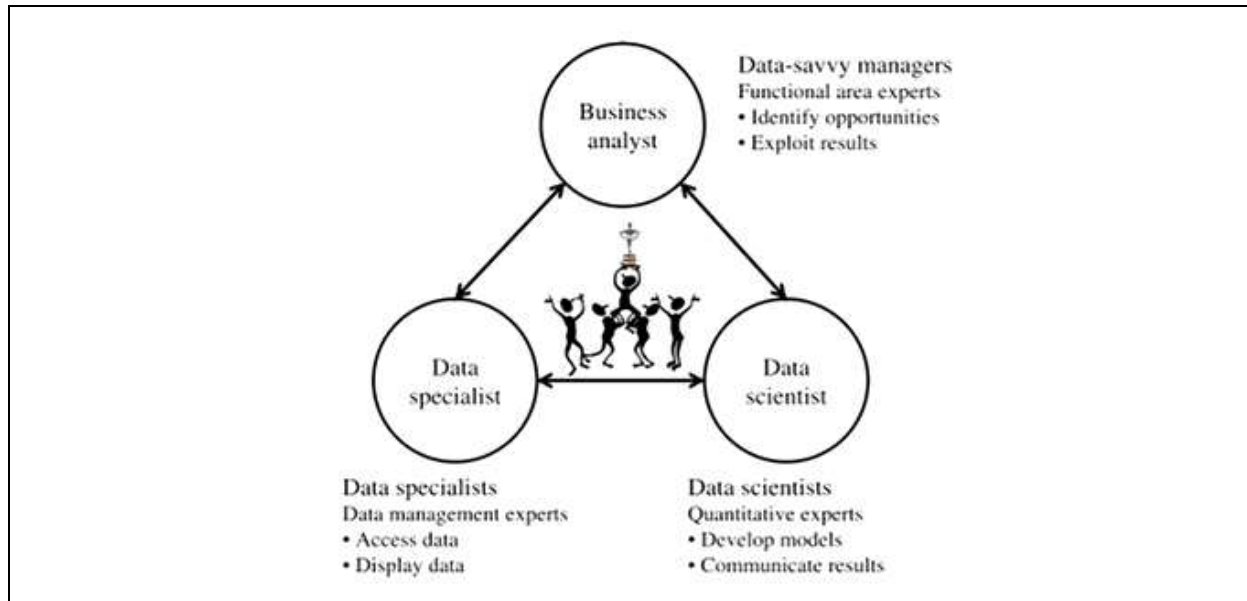 Business
analyst
Data-savvy managers
Functional area experts
• Identify opportunities
• Exploit results
Data
specialist
Data
scientist
Data specialists
Data management experts
• Access data
• Display data
Data scientists
Quantitative experts
• Develop models
• Communicate results